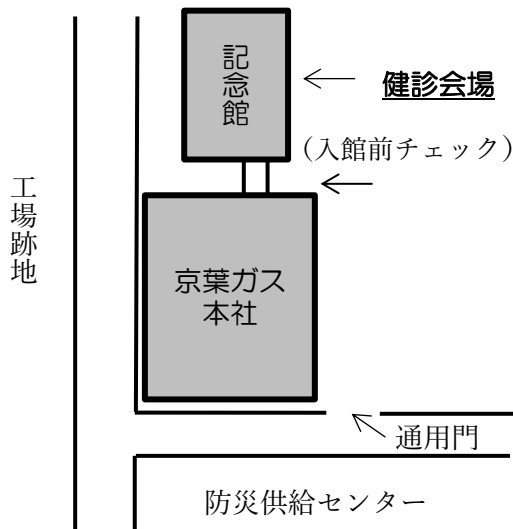 記念館
健診会場
（入館前チェック）
工場跡地
京葉ガス
本社
通用門
防災供給センター